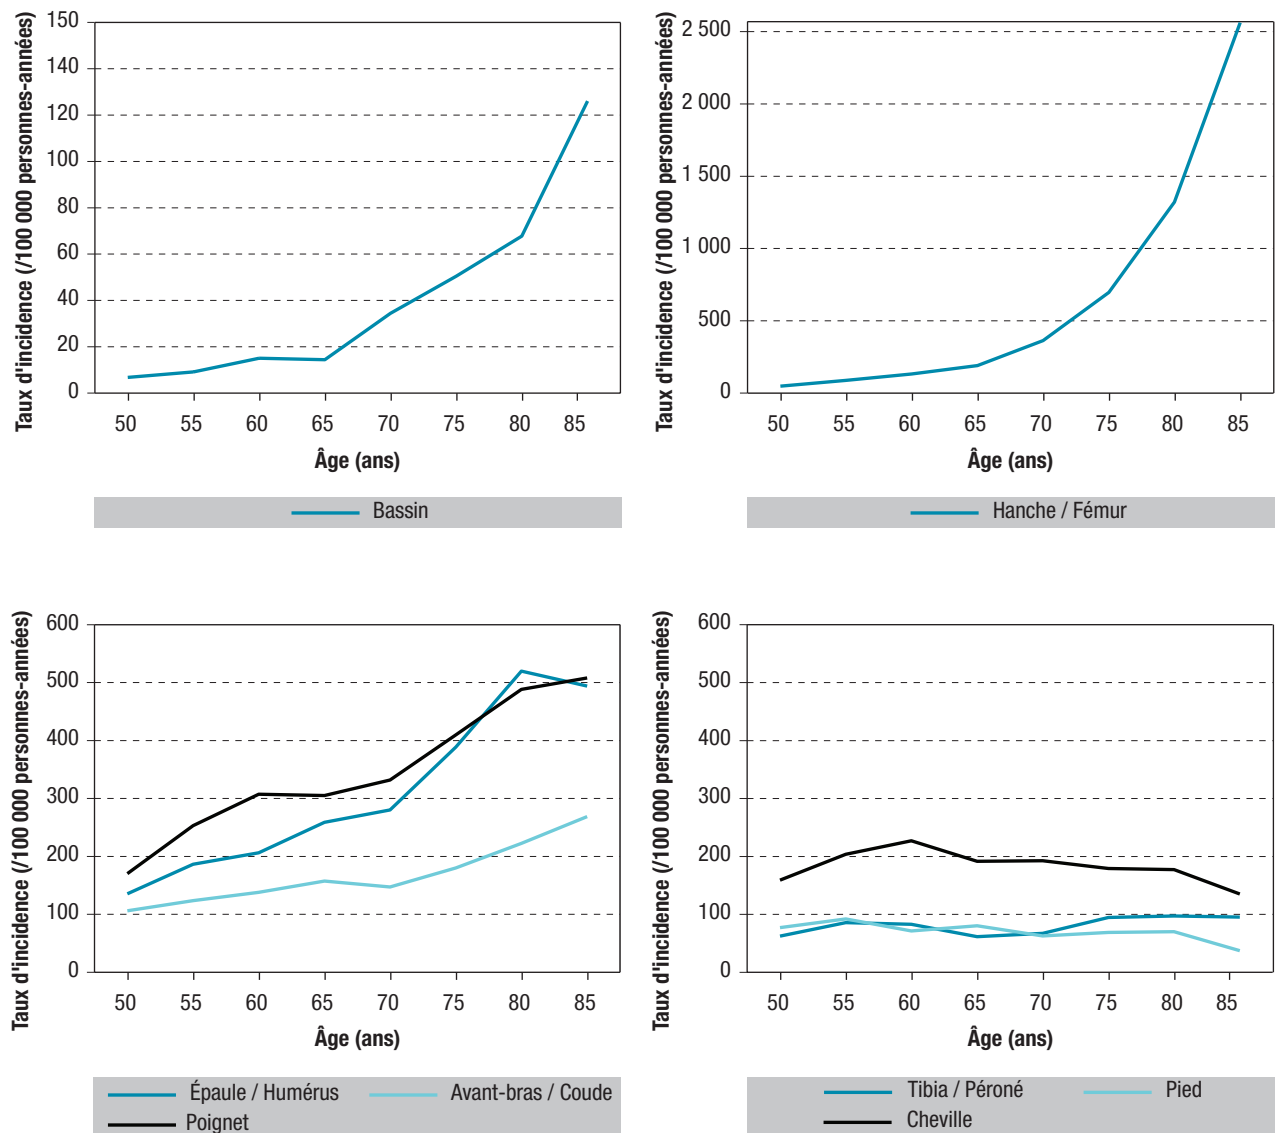 Taux d'incidence (/100 000 personnes-années)
150
140
120
100
80
60
40
20
0
50 55 60 65 70 75 80 85
Âge (ans)
Bassin
Taux d'incidence (/100 000 personnes-années)
2 500
2 000
1 500
1 000
500
0
50 55 60 65 70 75 80 85
Âge (ans)
Hanche / Fémur
Taux d'incidence (/100 000 personnes-années)
600
500
400
300
200
100
0
50 55 60 65 70 75 80 85
Âge (ans)
Épaule / Humérus Avant-bras / Coude
Poignet
Taux d'incidence (/100 000 personnes-années)
600
500
400
300
200
100
0
50 55 60 65 70 75 80 85
Âge (ans)
Tibia / Péroné Pied
Cheville